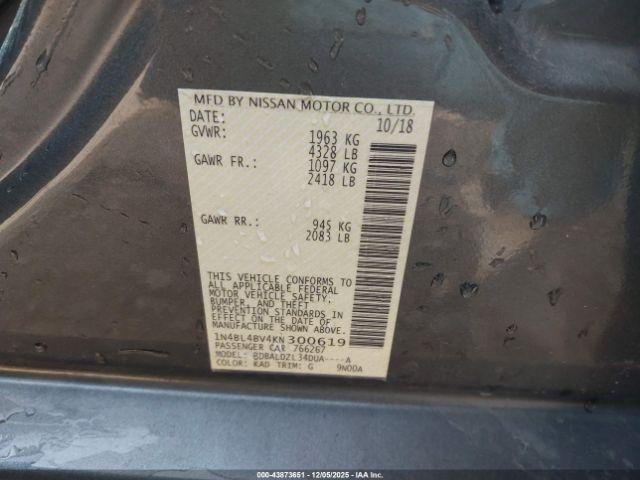 MFD BY NISSAN MOTOR CO., LTD.
DATE: 10/18
GVWR: 1963 KG
4328 LB
GAWR FR.: 1097 KG
2418 LB
GAWR RR.: 945 KG
2083 LB
THIS VEHICLE CONFORMS TO
ALL APPLICABLE FEDERAL
MOTOR VEHICLE SAFETY,
BUMPER, AND THEFT
PREVENTION STANDARDS IN
EFFECT ON THE DATE OF
MANUFACTURE SHOWN ABOVE.
1N4BL4BV4KN300619
PASSENGER CAR 766267
MODEL: BDBALDZL34DUA----A
COLOR: KAD TRIM: G 9N00A
000-43873651 • 12/05/2025 • IAA Inc.